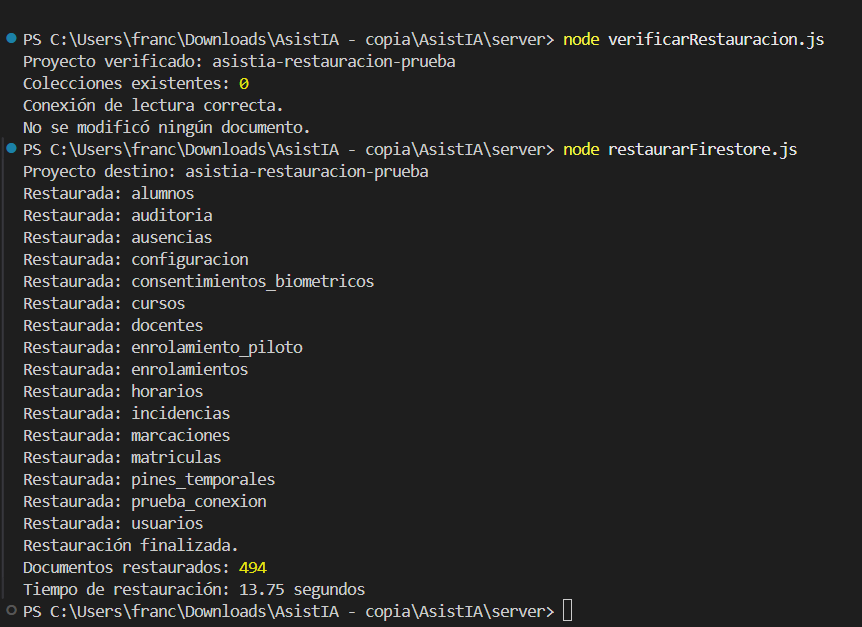 PS C:\Users\franc\Downloads\AsistIA - copia\AsistIA\server> node verificarRestauracion.js
Proyecto verificado: asistia-restauracion-prueba
Colecciones existentes: 0
Conexión de lectura correcta.
No se modificó ningún documento.
PS C:\Users\franc\Downloads\AsistIA - copia\AsistIA\server> node restaurarFirestore.js
Proyecto destino: asistia-restauracion-prueba
Restaurada: alumnos
Restaurada: auditoria
Restaurada: ausencias
Restaurada: configuracion
Restaurada: consentimientos_biometricos
Restaurada: cursos
Restaurada: docentes
Restaurada: enrolamiento_piloto
Restaurada: enrolamientos
Restaurada: horarios
Restaurada: incidencias
Restaurada: marcaciones
Restaurada: matriculas
Restaurada: pines_temporales
Restaurada: prueba_conexion
Restaurada: usuarios
Restauración finalizada.
Documentos restaurados: 494
Tiempo de restauración: 13.75 segundos
PS C:\Users\franc\Downloads\AsistIA - copia\AsistIA\server>